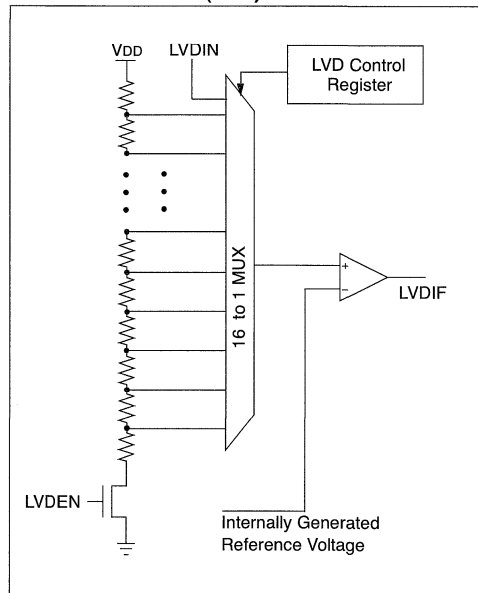 VDD
LVDIN
LVD Control
Register
16 to 1 MUX
+
−
LVDIF
LVDEN
Internally Generated
Reference Voltage